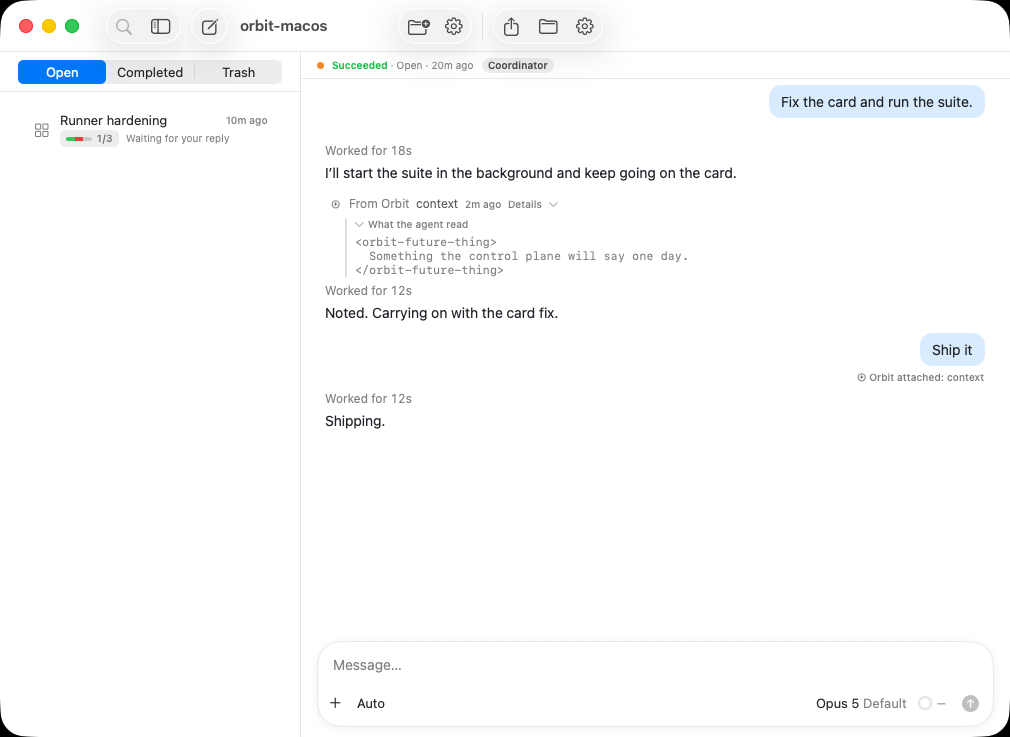 orbit-macos
Open Completed Trash
Runner hardening 10m ago
1/3 Waiting for your reply
Succeeded · Open · 20m ago Coordinator
Fix the card and run the suite.
Worked for 18s
I’ll start the suite in the background and keep going on the card.
From Orbit context 2m ago Details
What the agent read
<orbit-future-thing>
Something the control plane will say one day.
</orbit-future-thing>
Worked for 12s
Noted. Carrying on with the card fix.
Ship it
Orbit attached: context
Worked for 12s
Shipping.
Message...
+ Auto Opus 5 Default –